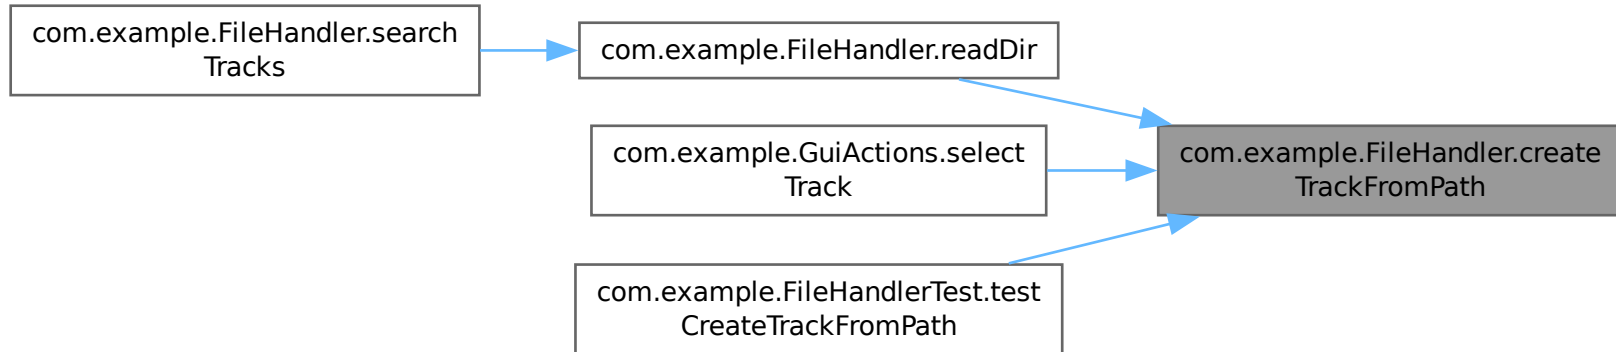 com.example.FileHandler.search
Tracks
com.example.FileHandler.readDir
com.example.GuiActions.select
Track
com.example.FileHandlerTest.test
CreateTrackFromPath
com.example.FileHandler.create
TrackFromPath